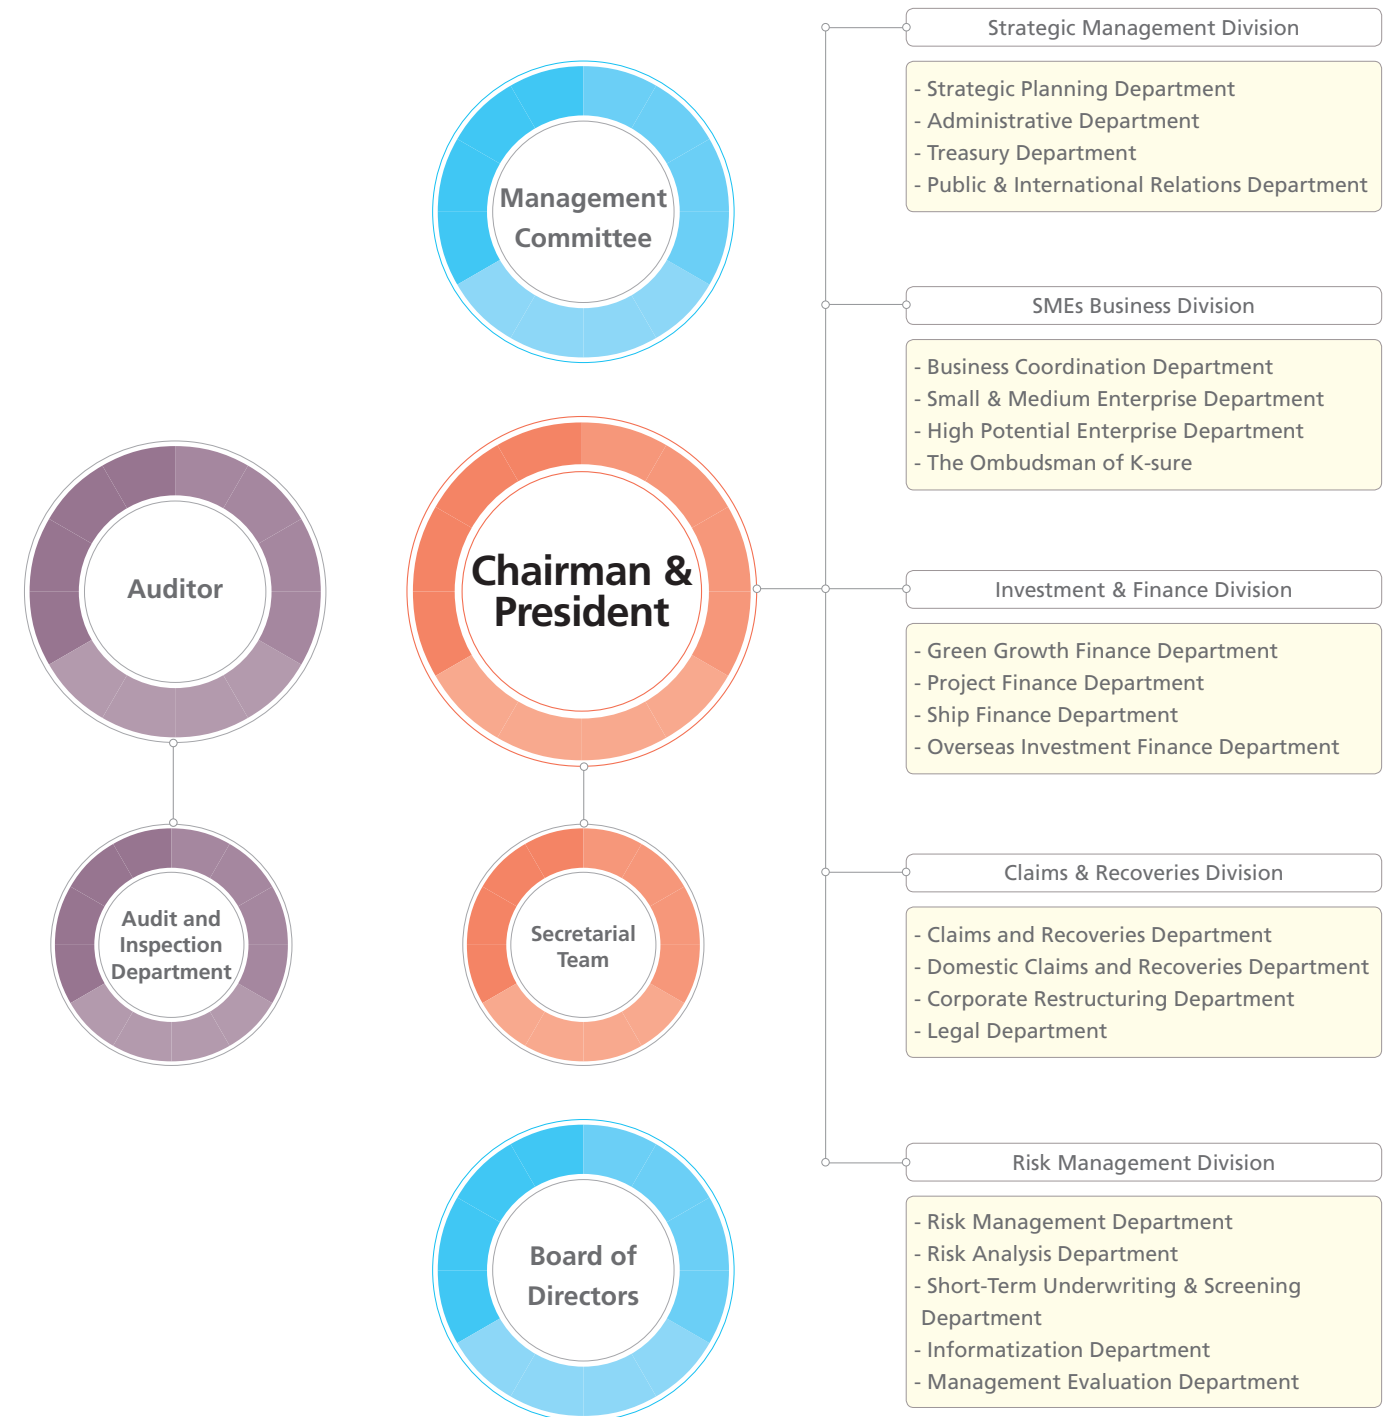 Management
Committee
Auditor
Chairman &
President
Audit and
Inspection
Department
Secretarial
Team
Board of
Directors
Strategic Management Division
- Strategic Planning Department
- Administrative Department
- Treasury Department
- Public & International Relations Department
SMEs Business Division
- Business Coordination Department
- Small & Medium Enterprise Department
- High Potential Enterprise Department
- The Ombudsman of K-sure
Investment & Finance Division
- Green Growth Finance Department
- Project Finance Department
- Ship Finance Department
- Overseas Investment Finance Department
Claims & Recoveries Division
- Claims and Recoveries Department
- Domestic Claims and Recoveries Department
- Corporate Restructuring Department
- Legal Department
Risk Management Division
- Risk Management Department
- Risk Analysis Department
- Short-Term Underwriting & Screening
Department
- Informatization Department
- Management Evaluation Department